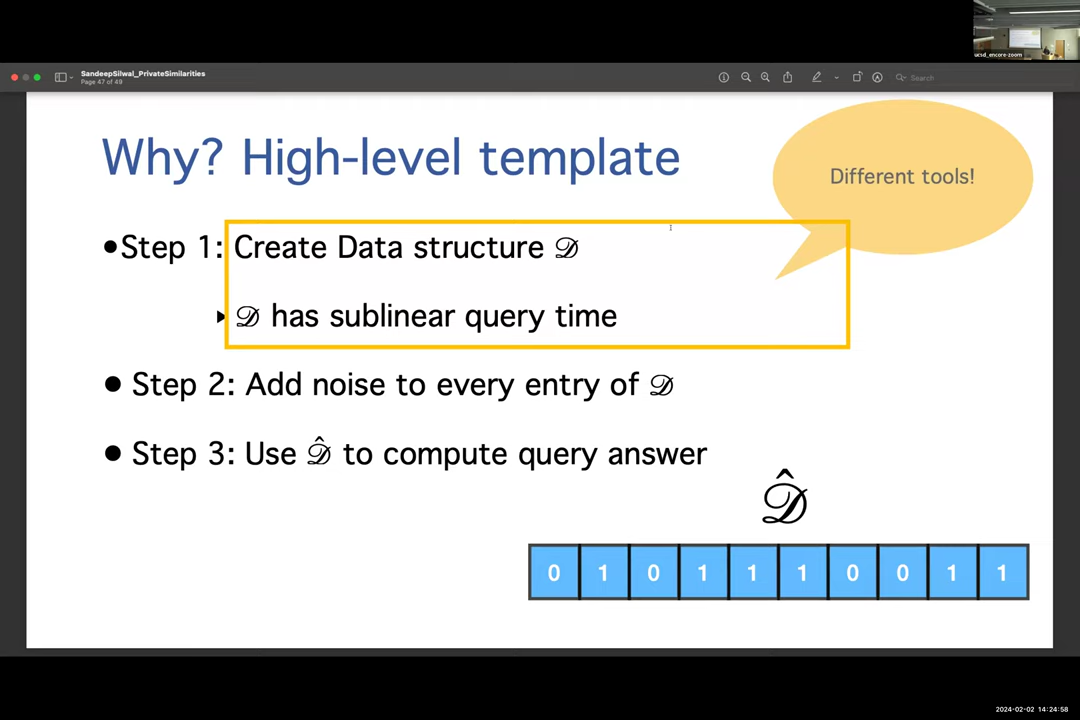 ucsd_encore-zoom
SandeepSilwal_PrivateSimilarities
Page 47 of 49
Search
Why? High-level template
Different tools!
•Step 1: Create Data structure 𝒟
▸ 𝒟 has sublinear query time
• Step 2: Add noise to every entry of 𝒟
• Step 3: Use 𝒟̂ to compute query answer
𝒟̂
0 1 0 1 1 1 0 0 1 1
2024-02-02 14:24:58